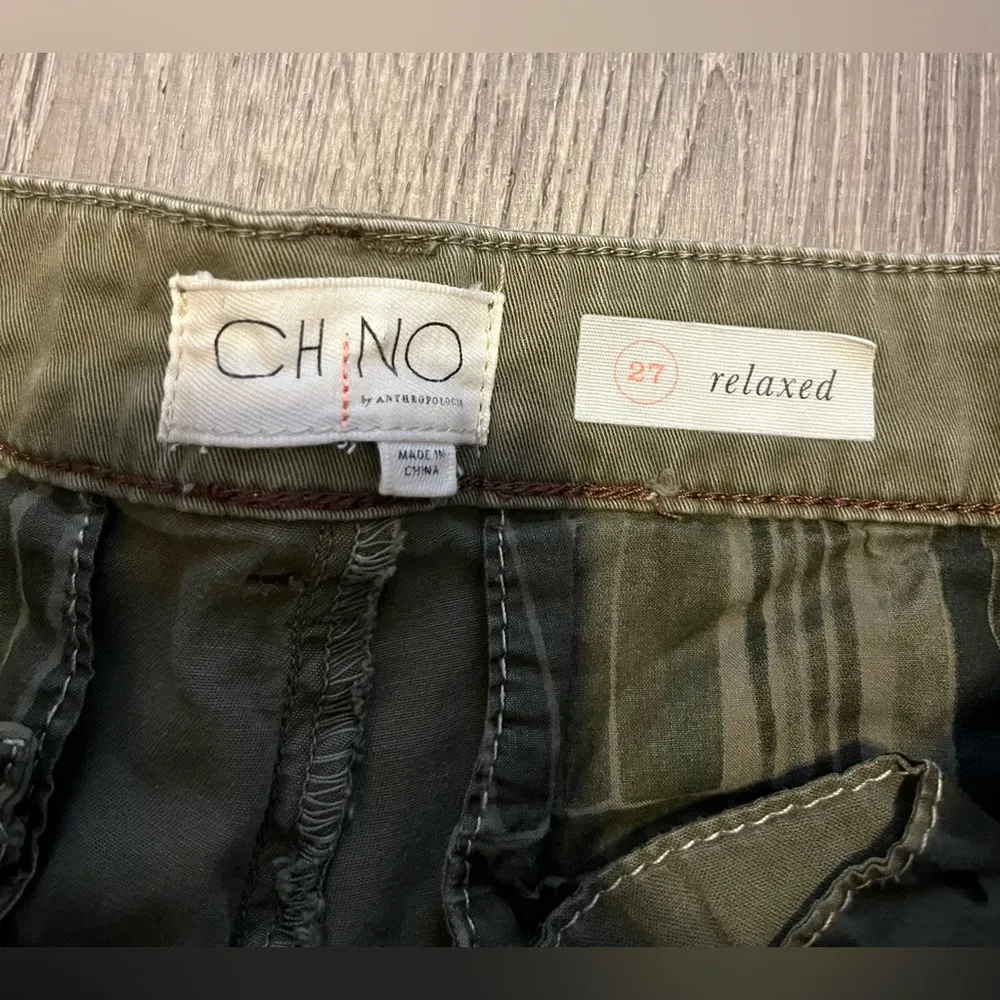 CHINO
by ANTHROPOLOGIE
MADE IN
CHINA
27 relaxed